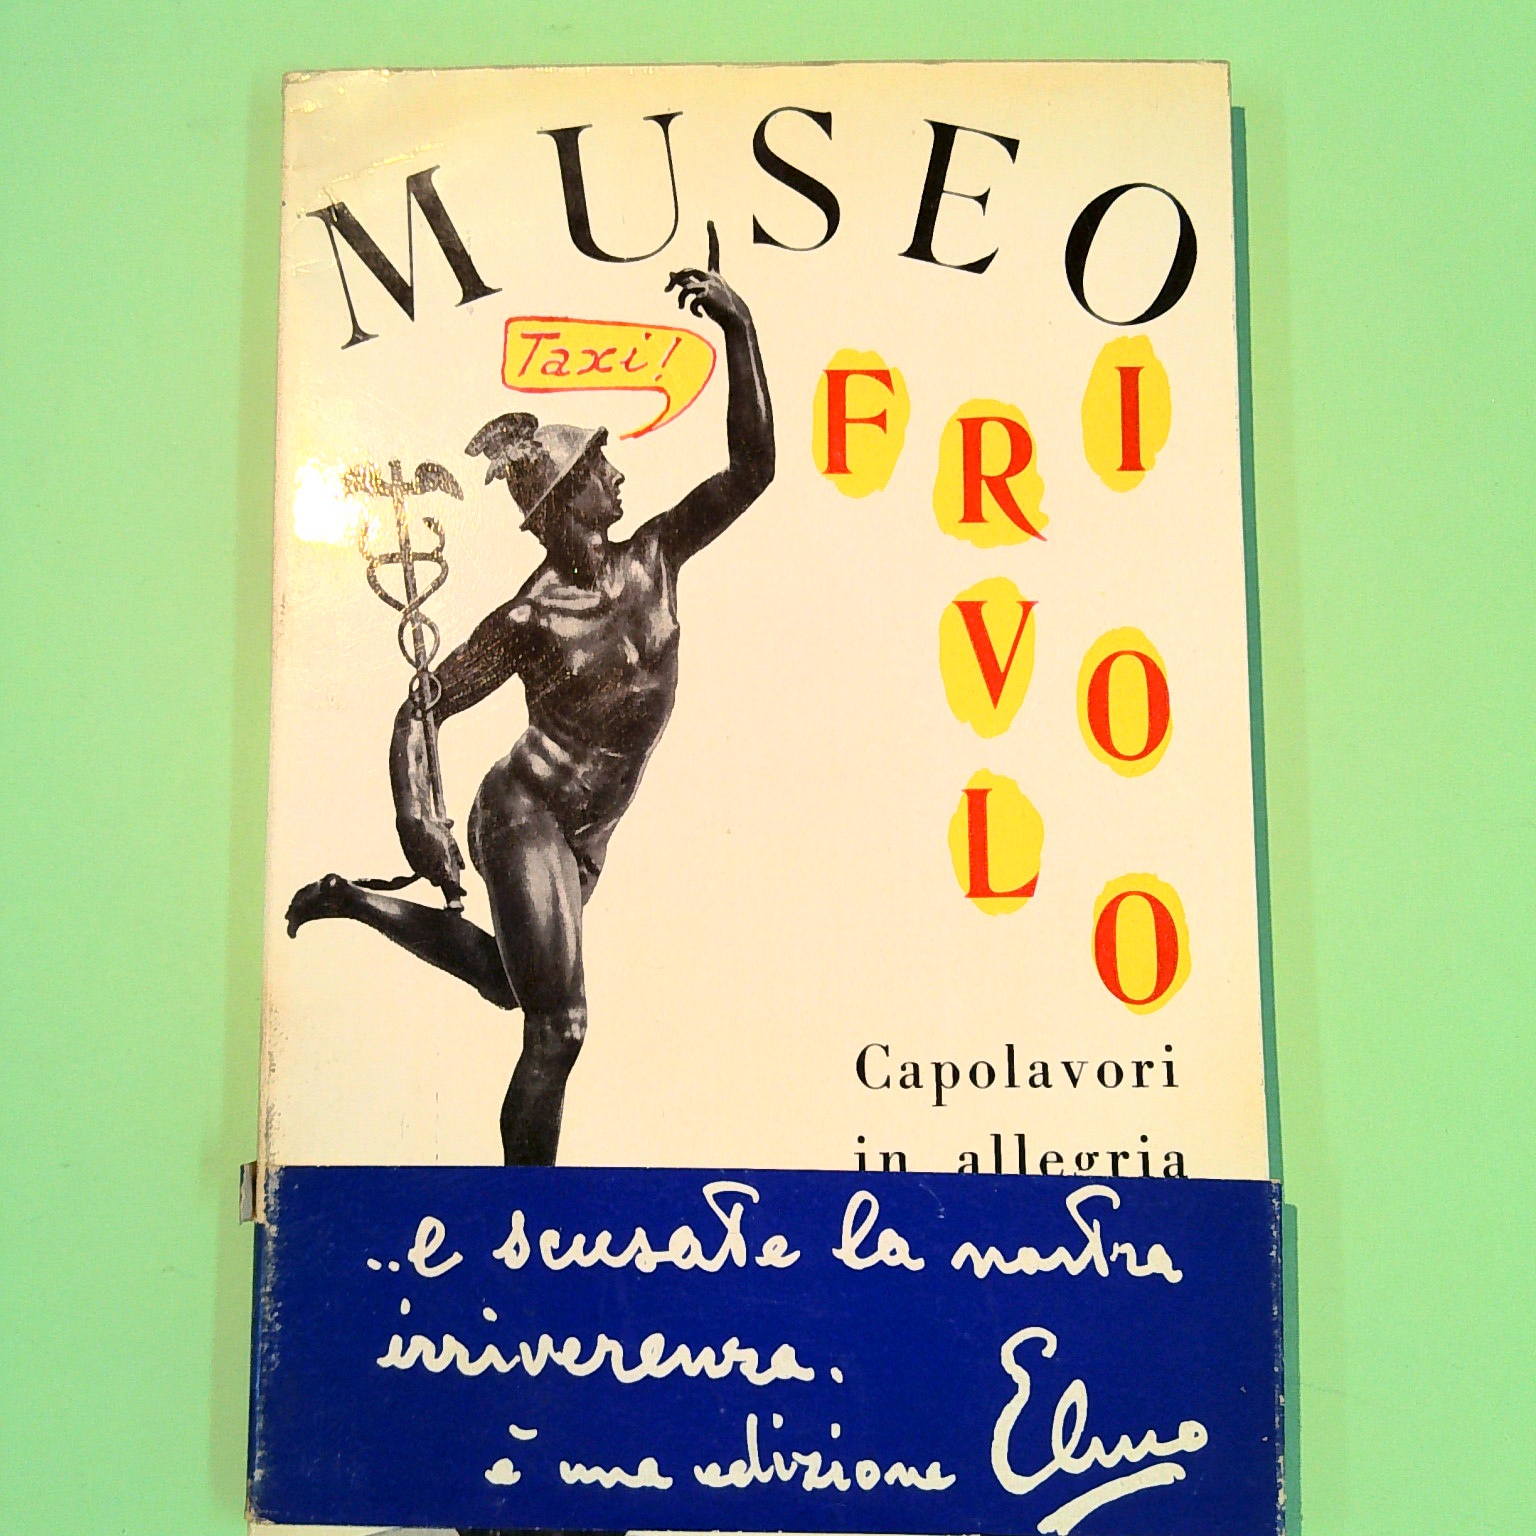 MUSEO
Taxi!
FRIVOLO
Capolavori
in allegria
..e scusate la nostra
irriverenza.
è una edizione Elmo